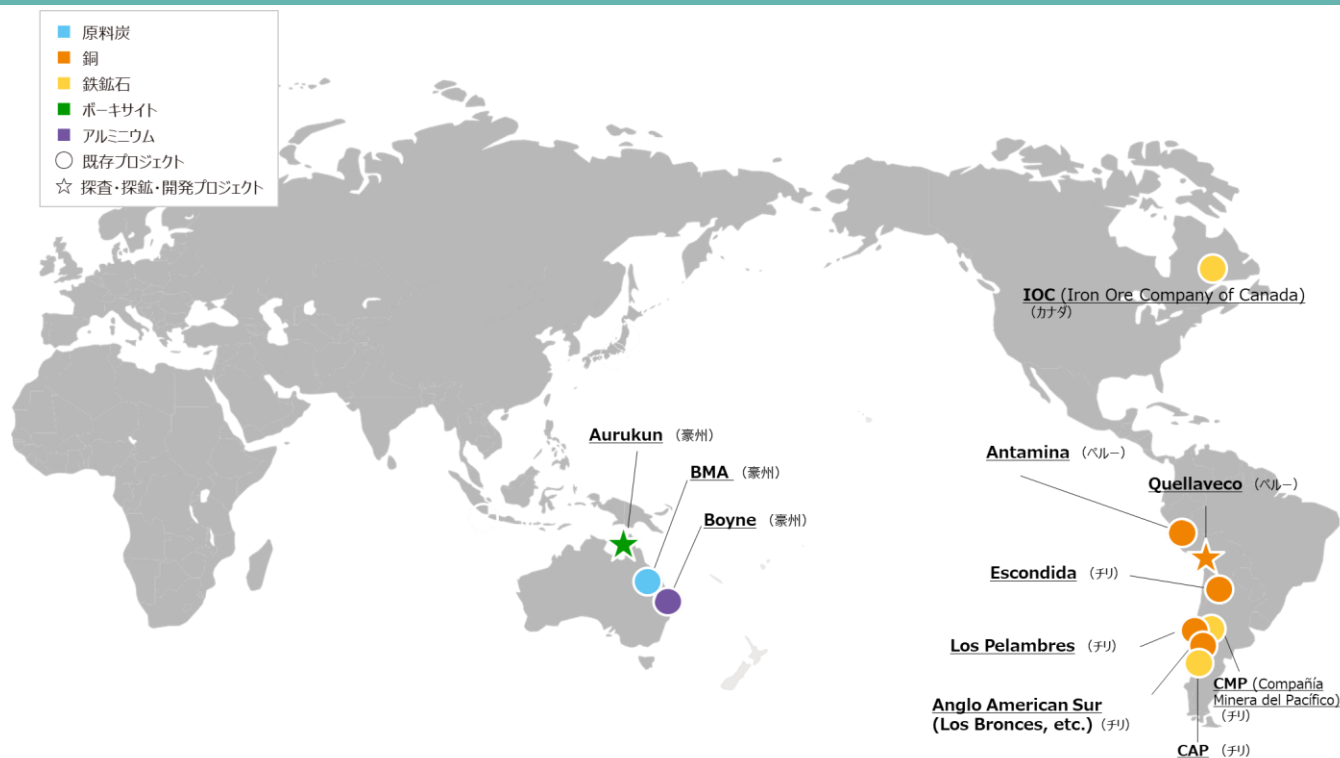 原料炭
銅
鉄鉱石
ボーキサイト
アルミニウム
既存プロジェクト
探査・探鉱・開発プロジェクト
IOC (Iron Ore Company of Canada)
（カナダ）
Aurukun （豪州）
BMA （豪州）
Boyne （豪州）
Antamina （ペルー）
Quellaveco （ペルー）
Escondida （チリ）
Los Pelambres （チリ）
CMP (Compañía
Minera del Pacífico)
（チリ）
Anglo American Sur
(Los Bronces, etc.) （チリ）
CAP （チリ）